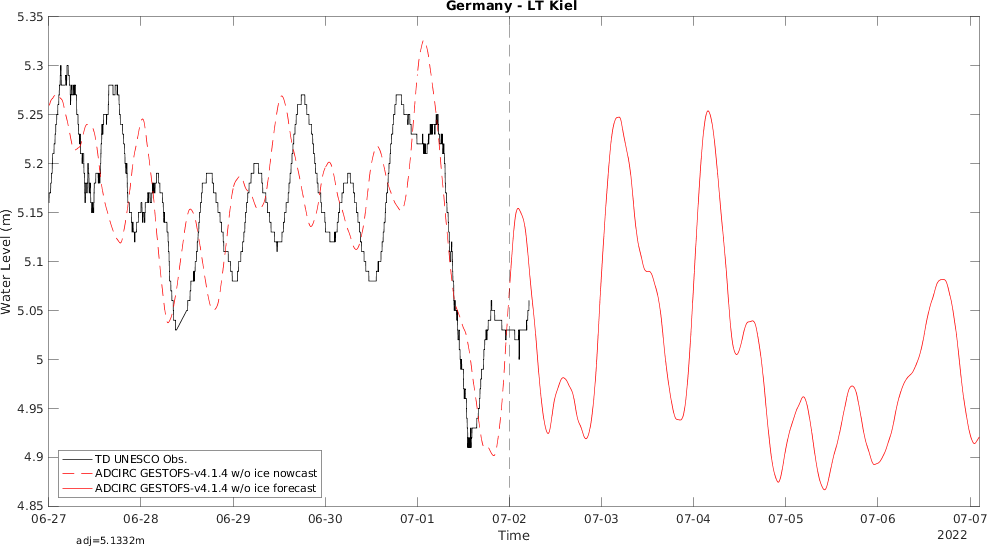 Germany - LT Kiel
5.35
5.3
5.25
5.2
5.15
5.1
5.05
5
4.95
4.9
4.85
Water Level (m)
TD UNESCO Obs.
ADCIRC GESTOFS-v4.1.4 w/o ice nowcast
ADCIRC GESTOFS-v4.1.4 w/o ice forecast
06-27 06-28 06-29 06-30 07-01 07-02 07-03 07-04 07-05 07-06 07-07
Time
2022
adj=5.1332m